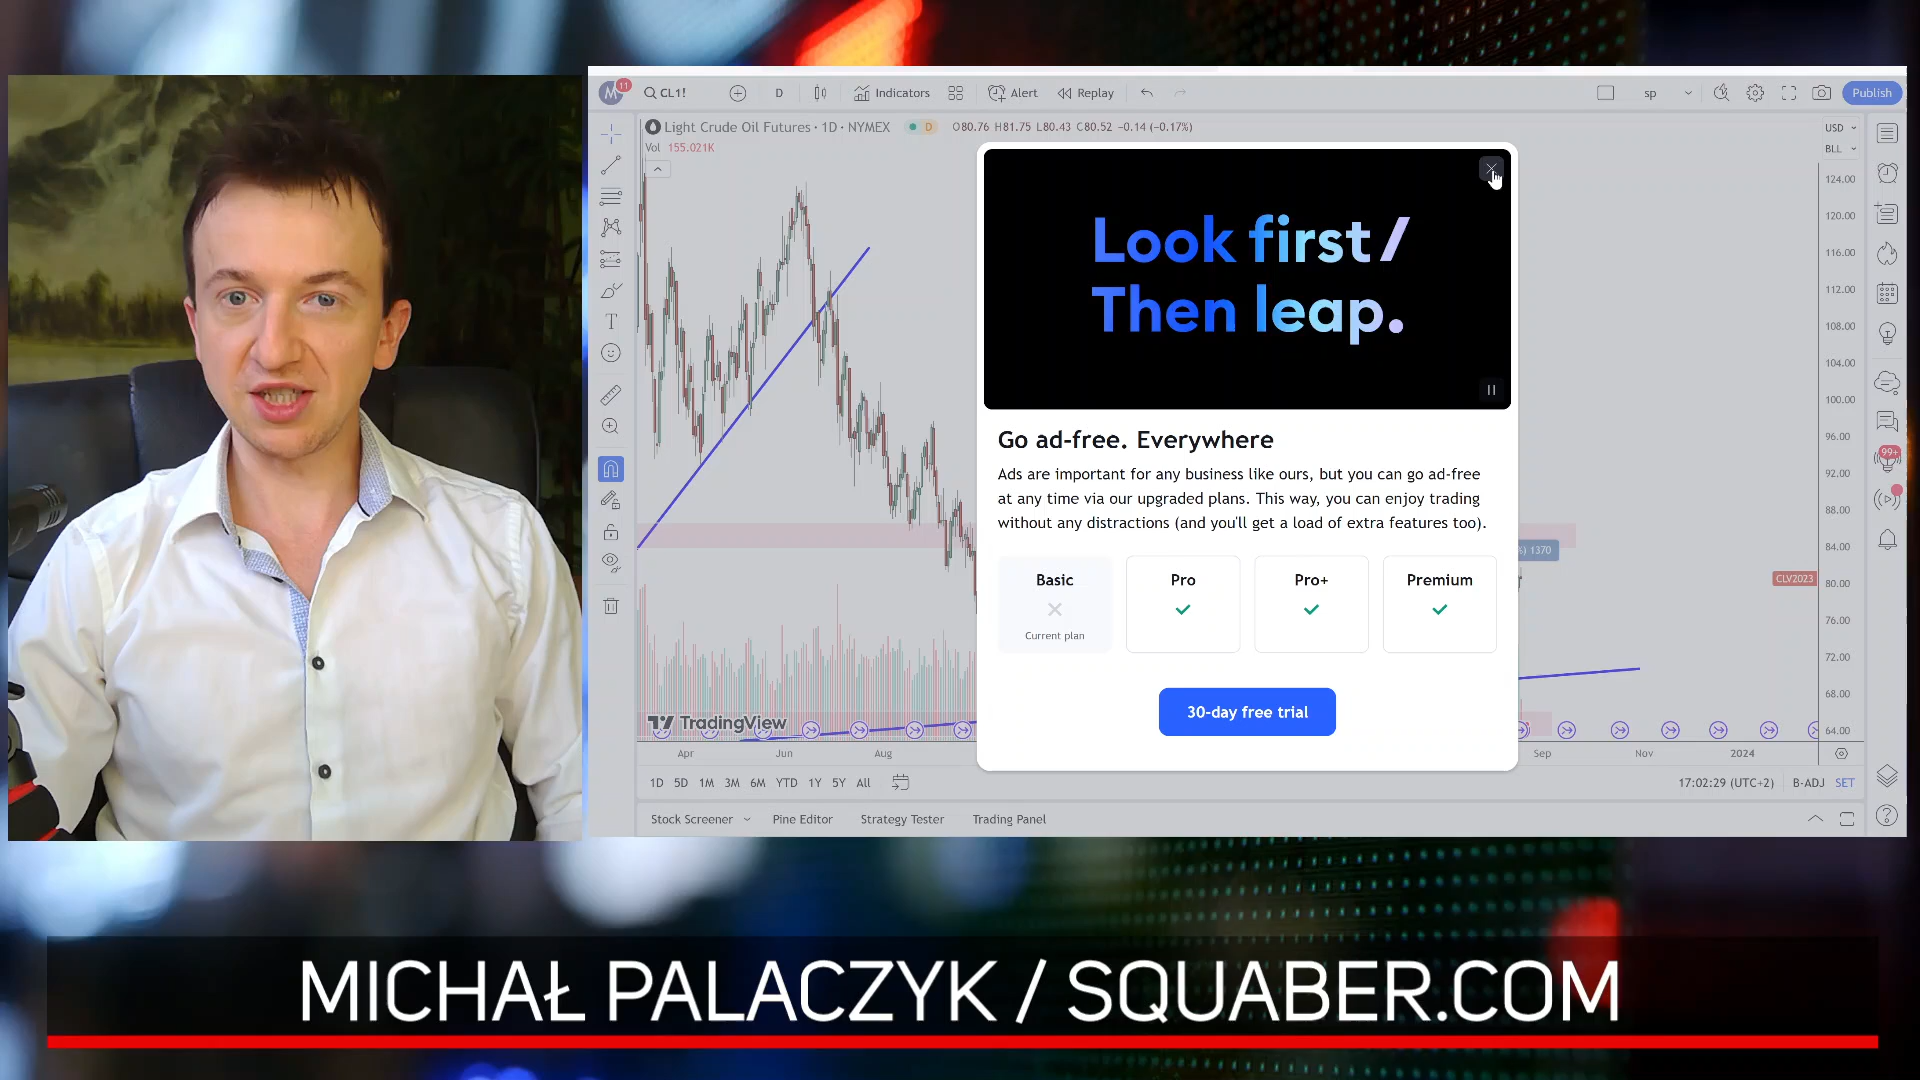 M 11 CL1! D Indicators Alert Replay sp Publish
Light Crude Oil Futures · 1D · NYMEX D O80.76 H81.75 L80.43 C80.52 −0.14 (−0.17%) USD
Vol 155.021K BLL
124.00
120.00
116.00
112.00
108.00
104.00
100.00
96.00
92.00
88.00
84.00
80.00
76.00
72.00
68.00
64.00
99+
1370
CLV2023
Look first /
Then leap.
Go ad-free. Everywhere
Ads are important for any business like ours, but you can go ad-free
at any time via our upgraded plans. This way, you can enjoy trading
without any distractions (and you'll get a load of extra features too).
Basic Pro Pro+ Premium
Current plan
30-day free trial
TradingView
Apr Jun Aug Sep Nov 2024
1D 5D 1M 3M 6M YTD 1Y 5Y All 17:02:29 (UTC+2) B-ADJ SET
Stock Screener Pine Editor Strategy Tester Trading Panel
MICHAŁ PALACZYK / SQUABER.COM